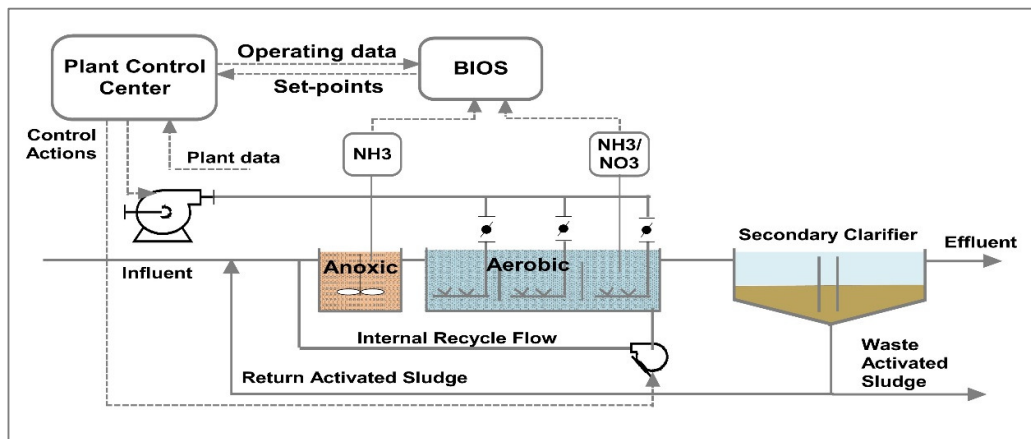 Plant Control
Center
Operating data
Set-points
BIOS
Control
Actions
Plant data
NH3
NH3/
NO3
Influent
Anoxic
Aerobic
Secondary Clarifier
Effluent
Internal Recycle Flow
Return Activated Sludge
Waste
Activated
Sludge